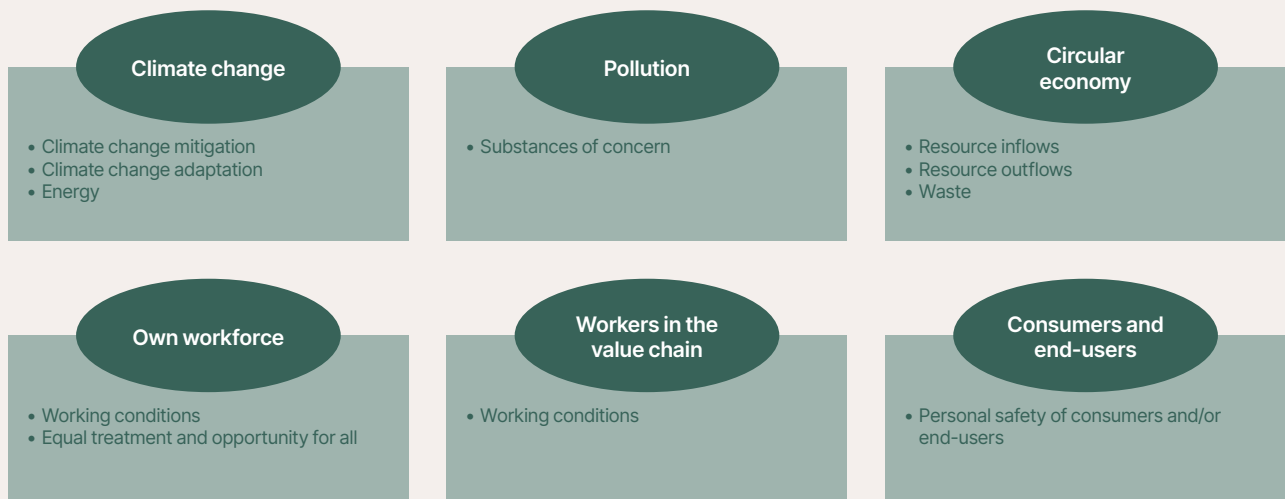 Climate change
• Climate change mitigation
• Climate change adaptation
• Energy
Pollution
• Substances of concern
Circular
economy
• Resource inflows
• Resource outflows
• Waste
Own workforce
• Working conditions
• Equal treatment and opportunity for all
Workers in the
value chain
• Working conditions
Consumers and
end-users
• Personal safety of consumers and/or
end-users